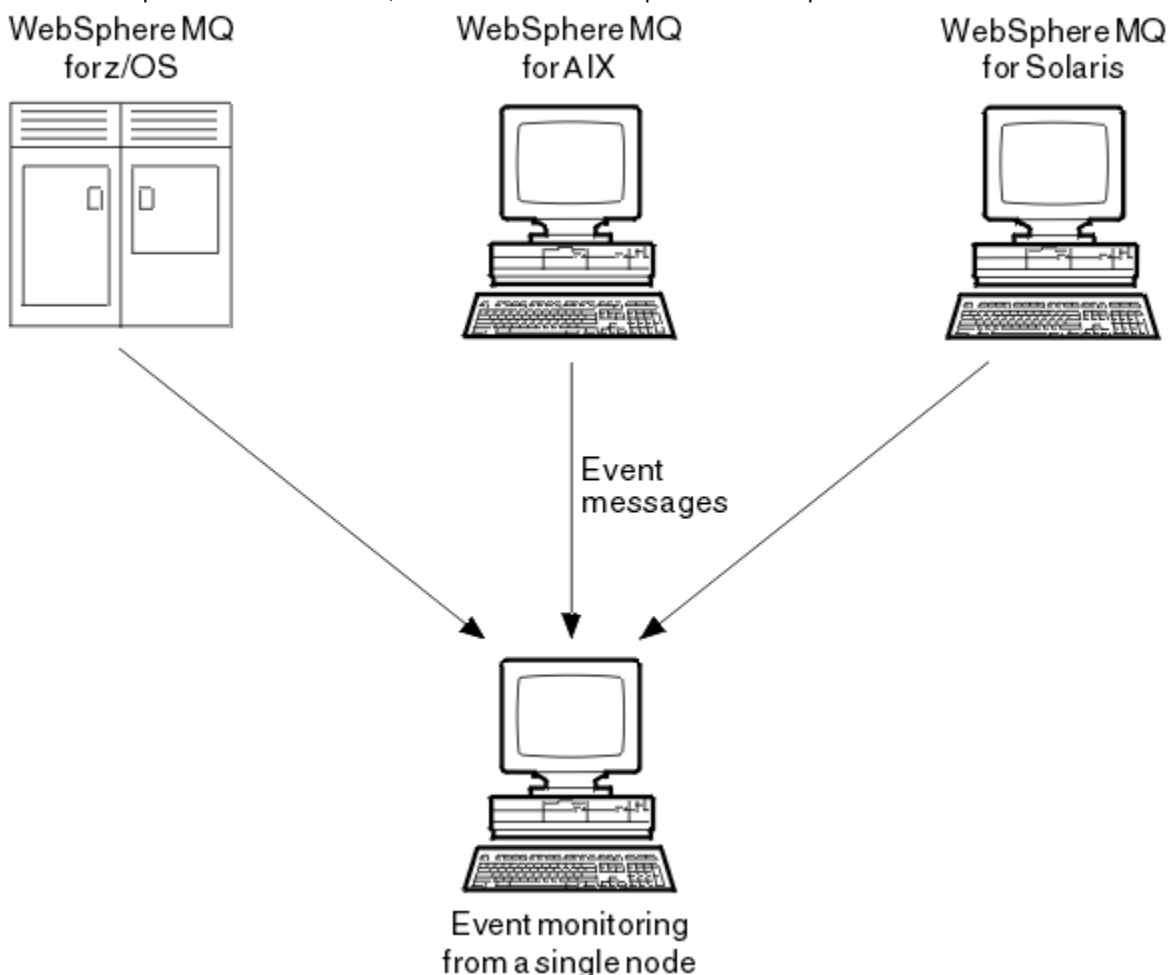 WebSphere MQ
for z/OS
WebSphere MQ
for AIX
WebSphere MQ
for Solaris
Event
messages
Event monitoring
from a single node